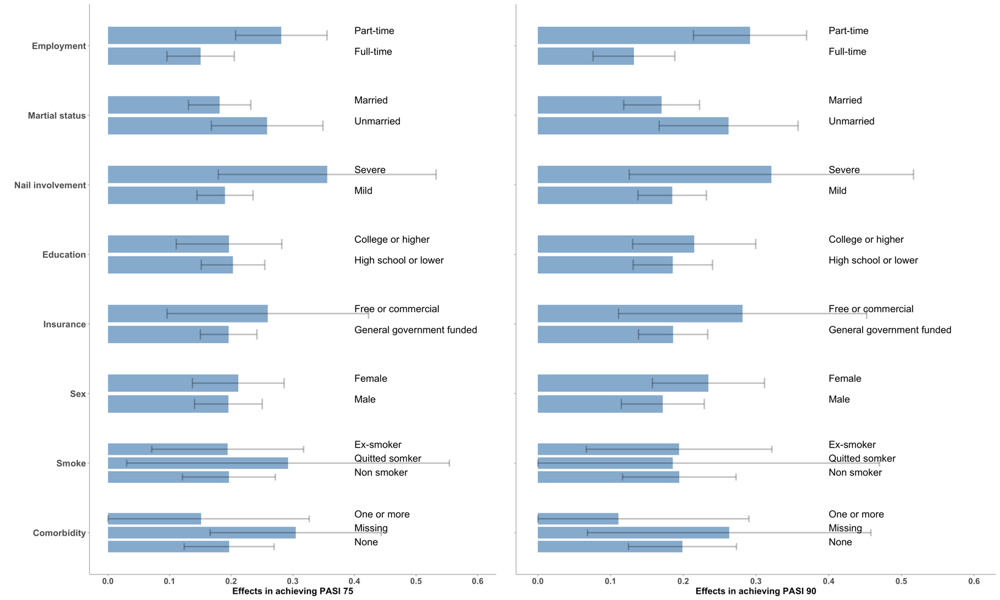 Employment
Part-time
Full-time
Part-time
Full-time
Martial status
Married
Unmarried
Married
Unmarried
Nail involvement
Severe
Mild
Severe
Mild
Education
College or higher
High school or lower
College or higher
High school or lower
Insurance
Free or commercial
General government funded
Free or commercial
General government funded
Sex
Female
Male
Female
Male
Smoke
Ex-smoker
Quitted somker
Non smoker
Ex-smoker
Quitted somker
Non smoker
Comorbidity
One or more
Missing
None
One or more
Missing
None
0.0 0.1 0.2 0.3 0.4 0.5 0.6
Effects in achieving PASI 75
0.0 0.1 0.2 0.3 0.4 0.5 0.6
Effects in achieving PASI 90